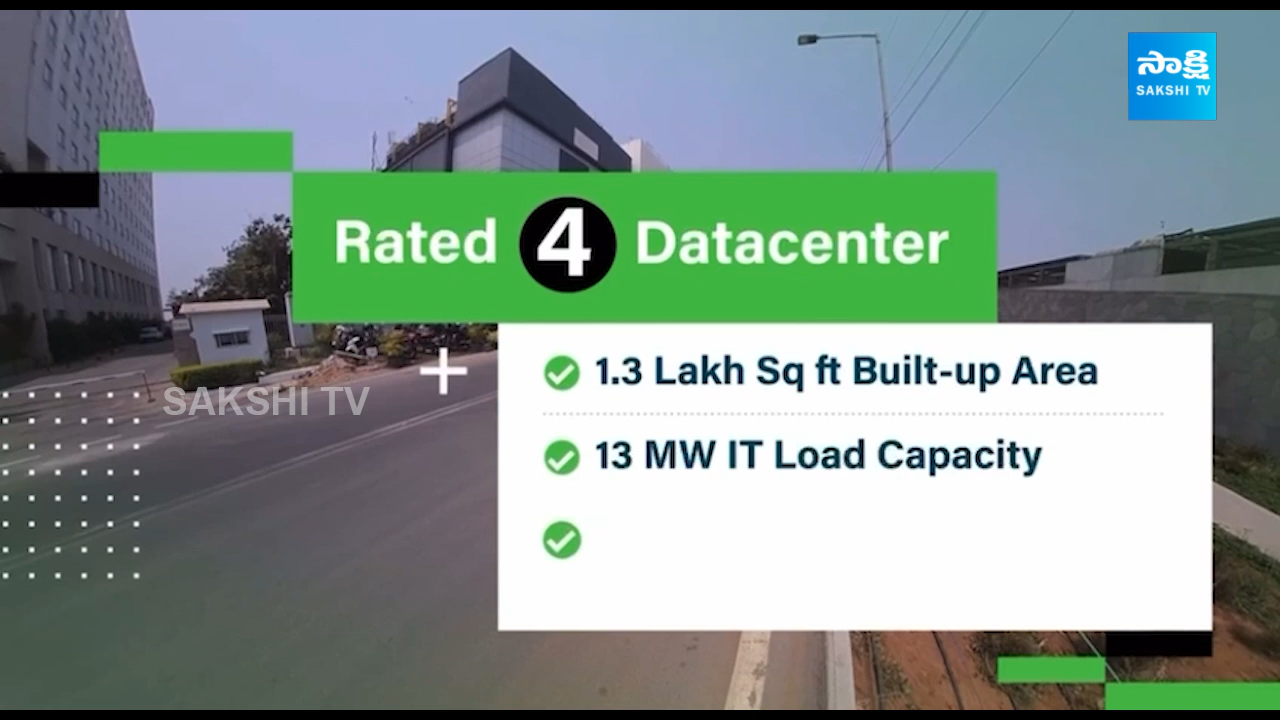 సాక్షి
SAKSHI TV
Rated 4 Datacenter
1.3 Lakh Sq ft Built-up Area
SAKSHI TV
13 MW IT Load Capacity